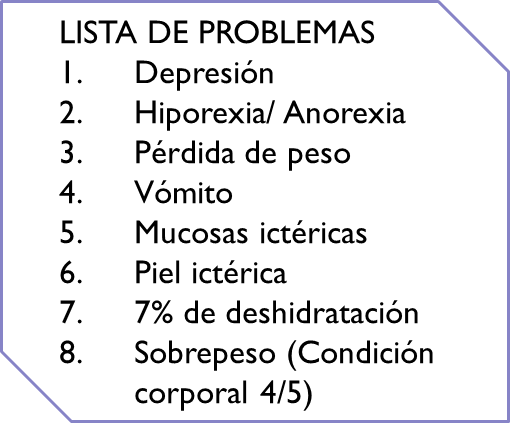 LISTA DE PROBLEMAS
1. Depresión
2. Hiporexia/ Anorexia
3. Pérdida de peso
4. Vómito
5. Mucosas ictéricas
6. Piel ictérica
7. 7% de deshidratación
8. Sobrepeso (Condición
corporal 4/5)